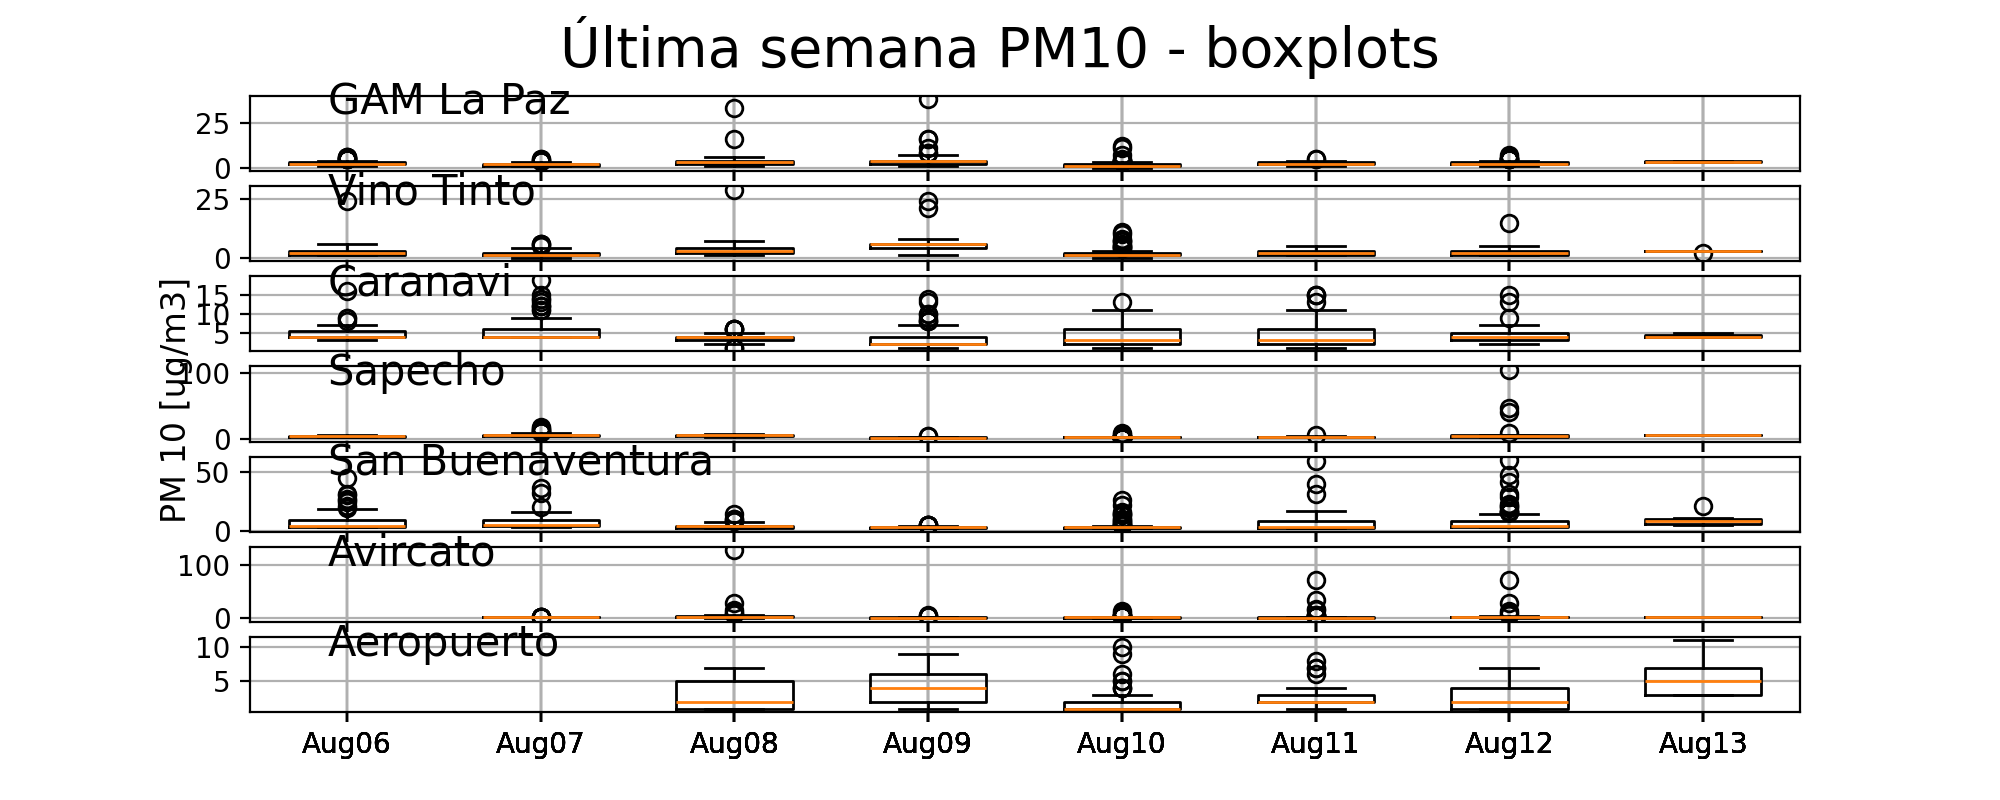 Última semana PM10 - boxplots
GAM La Paz
25
0
Vino Tinto
25
0
Caranavi
15
10
5
PM 10 [ug/m3]
Sapecho
100
0
San Buenaventura
50
0
Avircato
100
0
Aeropuerto
10
5
Aug06 Aug07 Aug08 Aug09 Aug10 Aug11 Aug12 Aug13